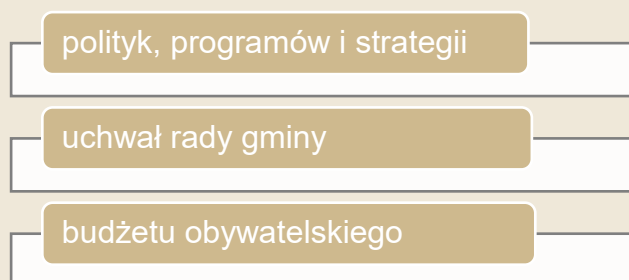 polityk, programów i strategii
uchwał rady gminy
budżetu obywatelskiego